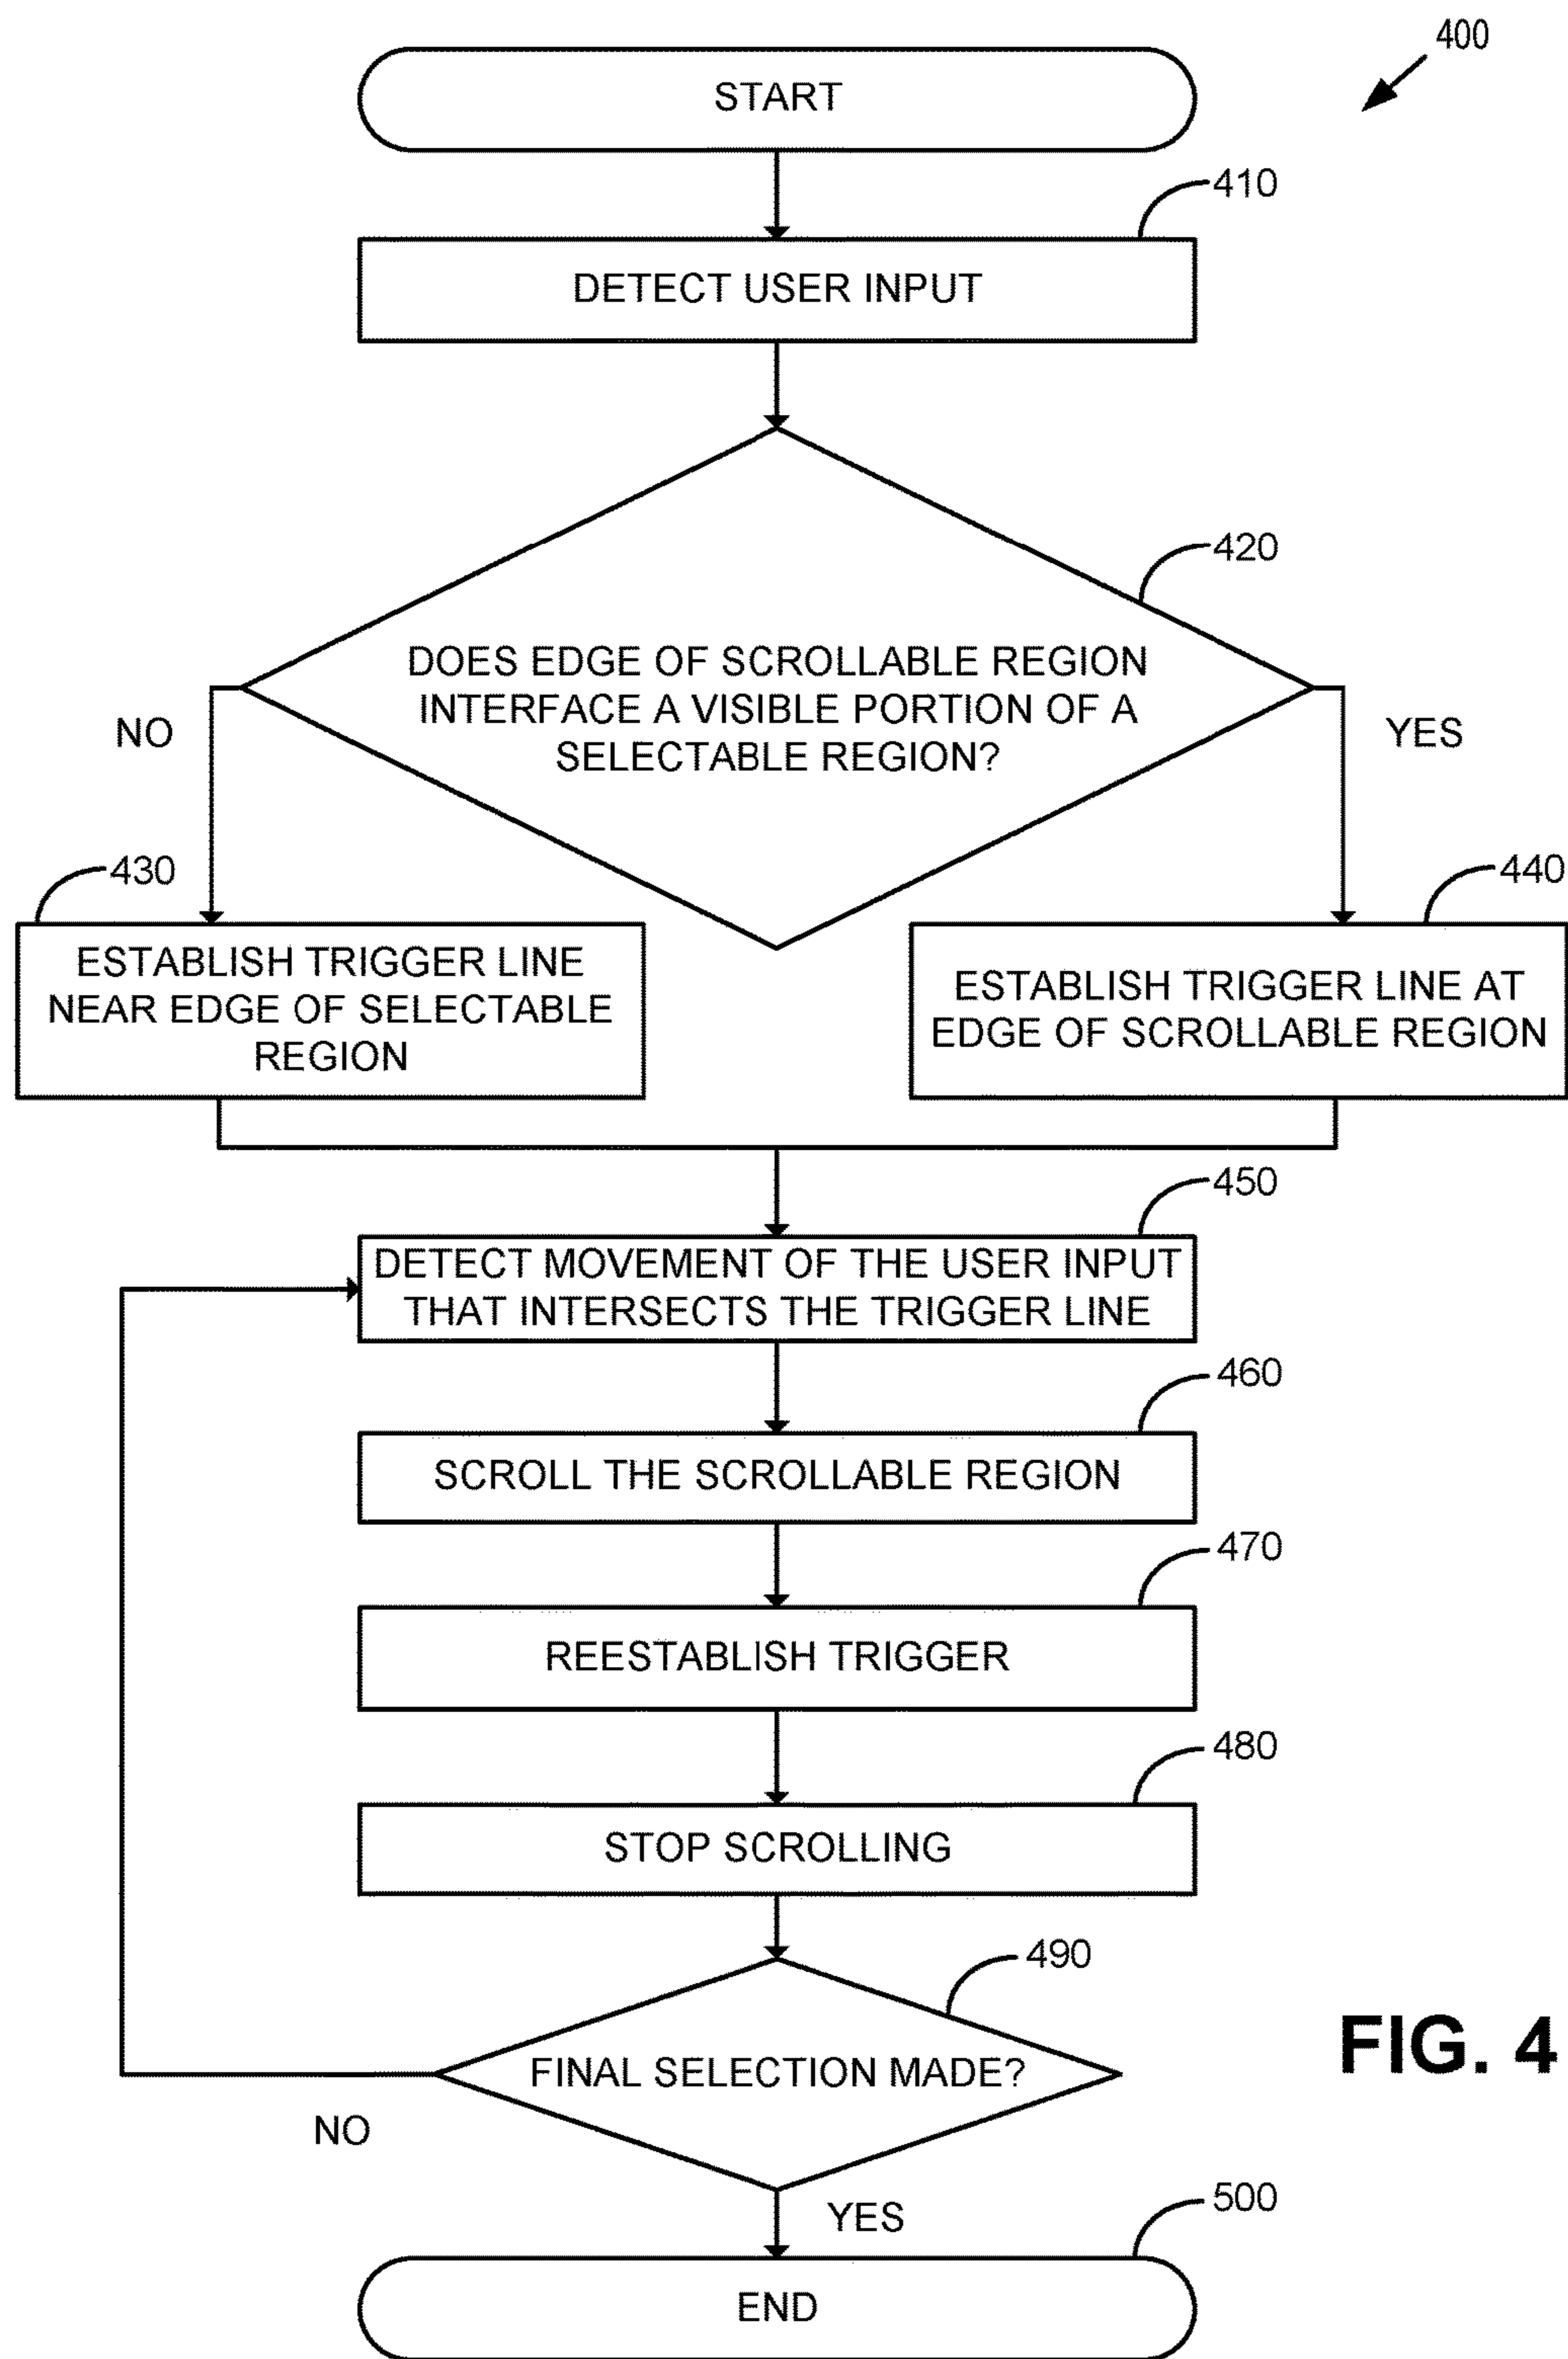 400
START
410
DETECT USER INPUT
420
DOES EDGE OF SCROLLABLE REGION
INTERFACE A VISIBLE PORTION OF A
SELECTABLE REGION?
NO
YES
430
440
ESTABLISH TRIGGER LINE
NEAR EDGE OF SELECTABLE
REGION
ESTABLISH TRIGGER LINE AT
EDGE OF SCROLLABLE REGION
450
DETECT MOVEMENT OF THE USER INPUT
THAT INTERSECTS THE TRIGGER LINE
460
SCROLL THE SCROLLABLE REGION
470
REESTABLISH TRIGGER
480
STOP SCROLLING
490
FINAL SELECTION MADE?
NO
YES
500
END
FIG. 4